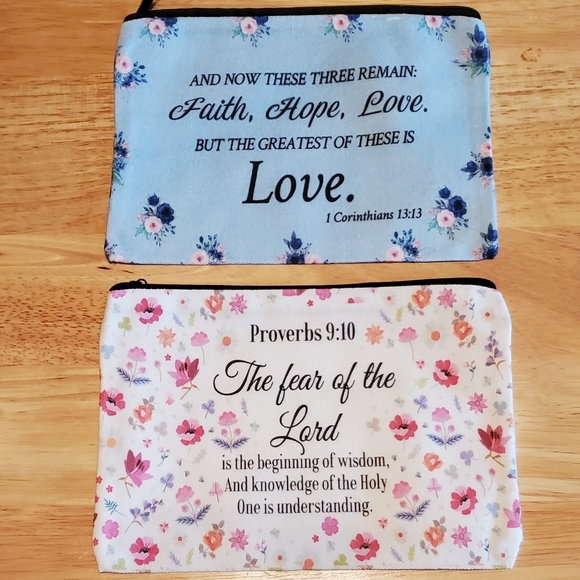 AND NOW THESE THREE REMAIN:
Faith, Hope, Love.
BUT THE GREATEST OF THESE IS
Love.
1 Corinthians 13:13
Proverbs 9:10
The fear of the
Lord
is the beginning of wisdom,
And knowledge of the Holy
One is understanding.